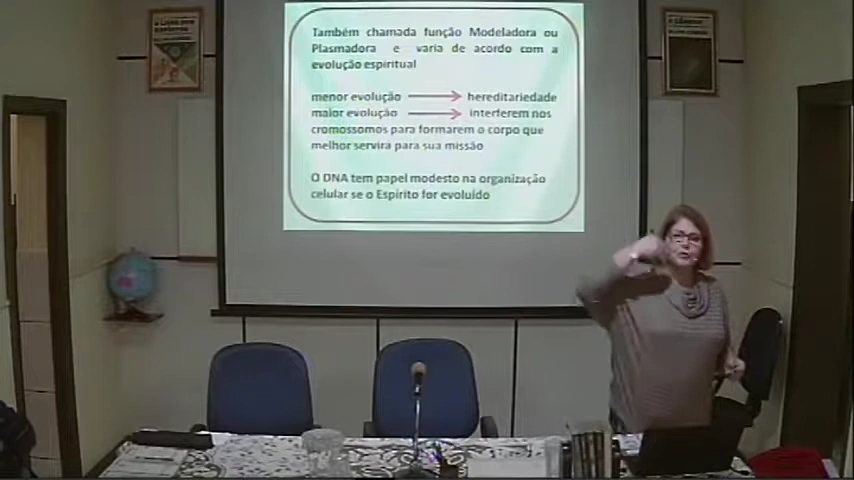 Também chamada função Modeladora ou
Plasmadora e varia de acordo com a
evolução espiritual
menor evolução hereditariedade
maior evolução interferem nos
cromossomos para formarem o corpo que
melhor servirá para sua missão
O DNA tem papel modesto na organização
celular se o Espírito for evoluído